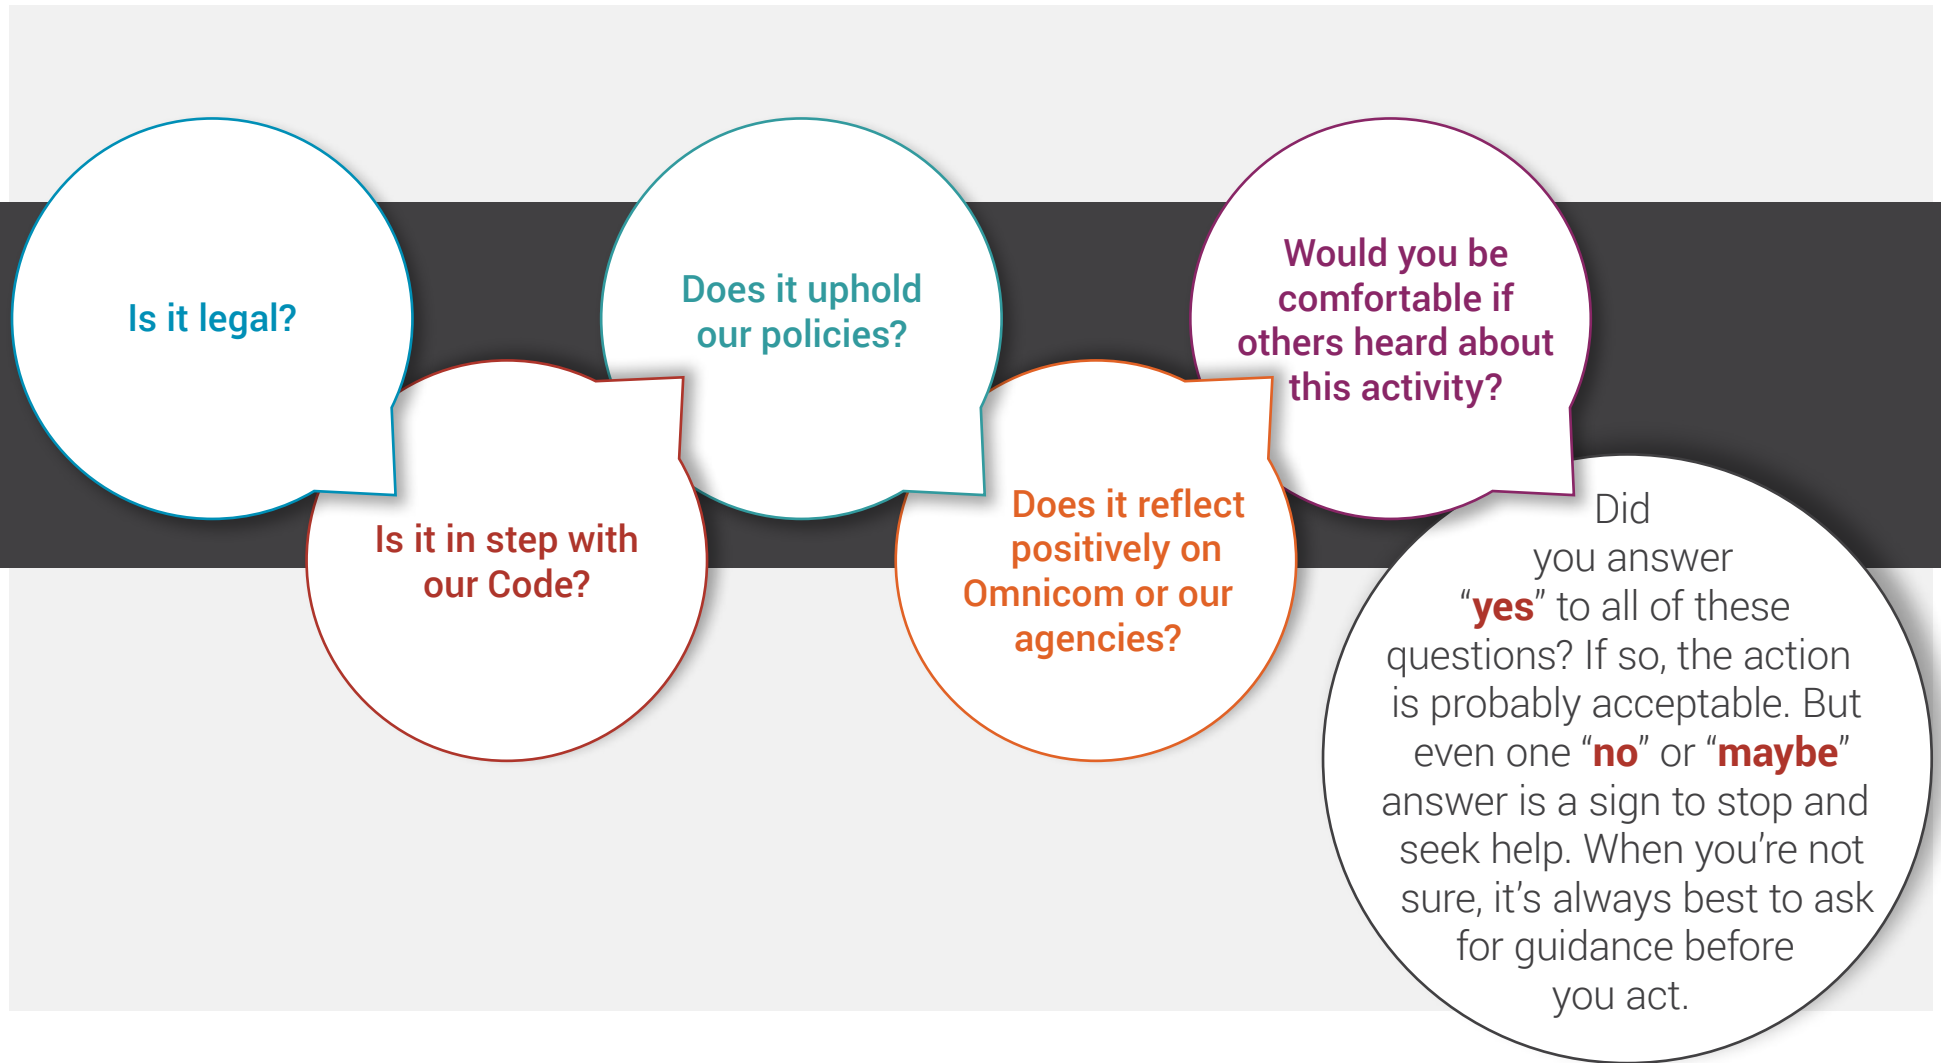 Is it legal?
Is it in step with
our Code?
Does it uphold
our policies?
Does it reflect
positively on
Omnicom or our
agencies?
Would you be
comfortable if
others heard about
this activity?
Did
you answer
“yes” to all of these
questions? If so, the action
is probably acceptable. But
even one “no” or “maybe”
answer is a sign to stop and
seek help. When you’re not
sure, it’s always best to ask
for guidance before
you act.